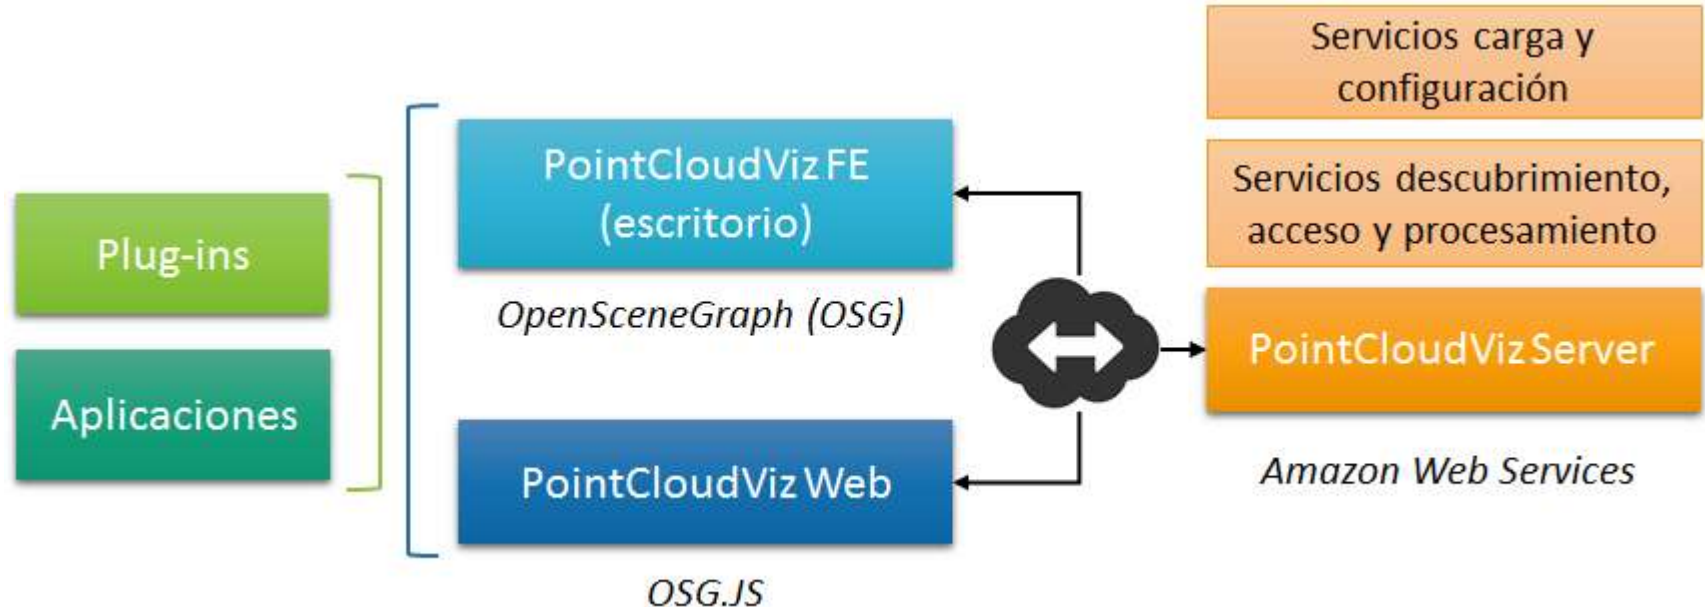 Plug-ins
Aplicaciones
PointCloudViz FE
(escritorio)
OpenSceneGraph (OSG)
PointCloudViz Web
OSG.JS
Servicios carga y
configuración
Servicios descubrimiento,
acceso y procesamiento
PointCloudViz Server
Amazon Web Services